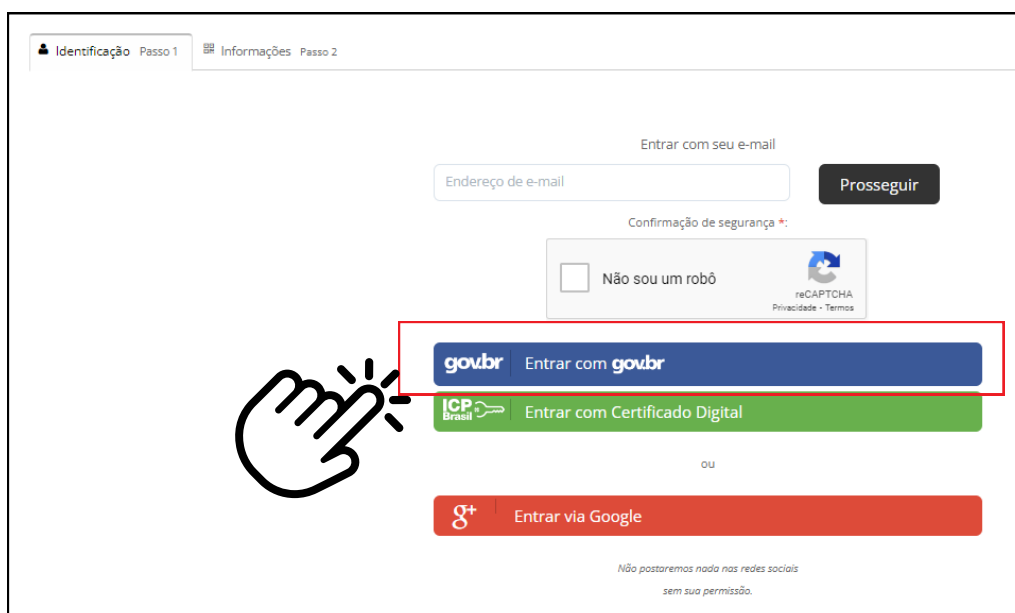 Identificação Passo 1 Informações Passo 2
Entrar com seu e-mail
Endereço de e-mail Prosseguir
Confirmação de segurança *:
Não sou um robô
reCAPTCHA
Privacidade - Termos
gov.br Entrar com gov.br
ICP Brasil Entrar com Certificado Digital
ou
g+ Entrar via Google
Não postaremos nada nas redes sociais
sem sua permissão.